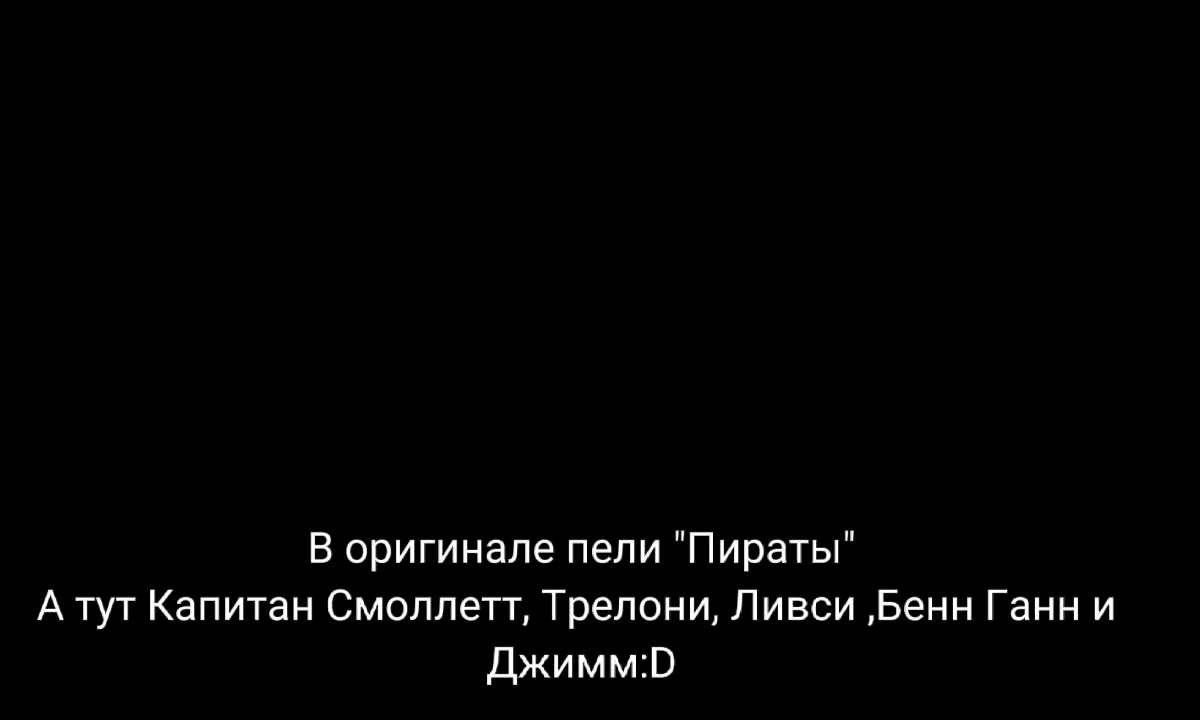 В оригинале пели "Пираты"
А тут Капитан Смоллетт, Трелони, Ливси ,Бенн Ганн и
Джимм:D